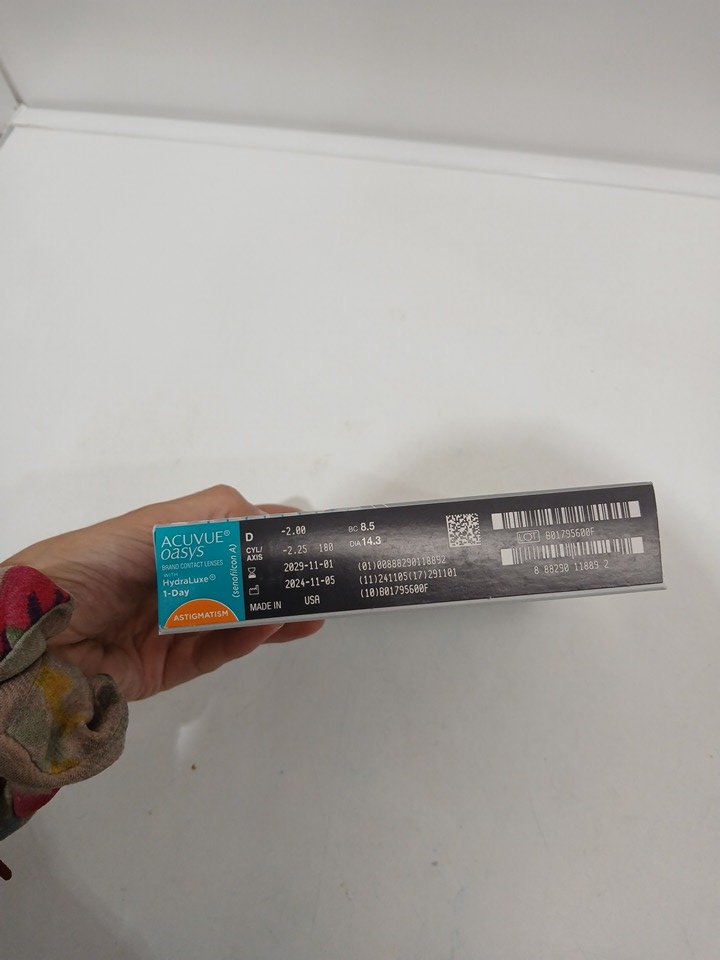 ACUVUE®
OASYS
BRAND CONTACT LENSES
WITH
HydraLuxe®
1-Day
ASTIGMATISM
(senofilcon A)
D -2.00 BC 8.5
CYL/AXIS -2.25 180 DIA 14.3
2029-11-01
2024-11-05
MADE IN USA
(01)00888290118892
(11)241105(17)291101
(10)B01795600F
LOT B01795600F
8 88290 11889 2